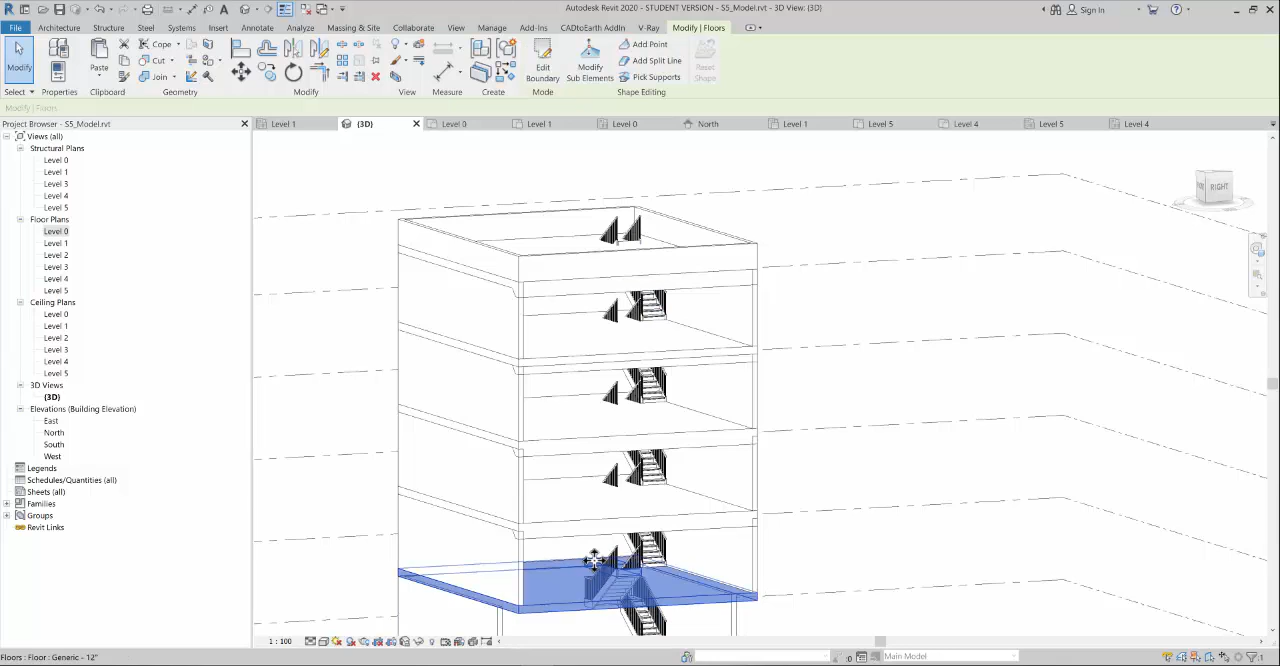 Autodesk Revit 2020 - STUDENT VERSION - S5_Model.rvt - 3D View: {3D}
Sign In
File Architecture Structure Steel Systems Insert Annotate Analyze Massing & Site Collaborate View Manage Add-Ins CADtoEarth AddIn V-Ray Modify | Floors
Modify
Paste
Cope
Cut
Join
Edit Boundary
Modify Sub Elements
Add Point
Add Split Line
Pick Supports
Reset Shape
Select Properties Clipboard Geometry Modify View Measure Create Mode Shape Editing
Modify | Floors
Project Browser - S5_Model.rvt
Level 1 {3D} Level 0 Level 1 Level 0 North Level 1 Level 5 Level 4 Level 5 Level 4
Views (all)
Structural Plans
Level 0
Level 1
Level 3
Level 4
Level 5
Floor Plans
Level 0
Level 1
Level 2
Level 3
Level 4
Level 5
Ceiling Plans
Level 0
Level 1
Level 2
Level 3
Level 4
Level 5
3D Views
{3D}
Elevations (Building Elevation)
East
North
South
West
Legends
Schedules/Quantities (all)
Sheets (all)
Families
Groups
Revit Links
RIGHT
1 : 100
Floors : Floor : Generic - 12"
:0
Main Model
:1